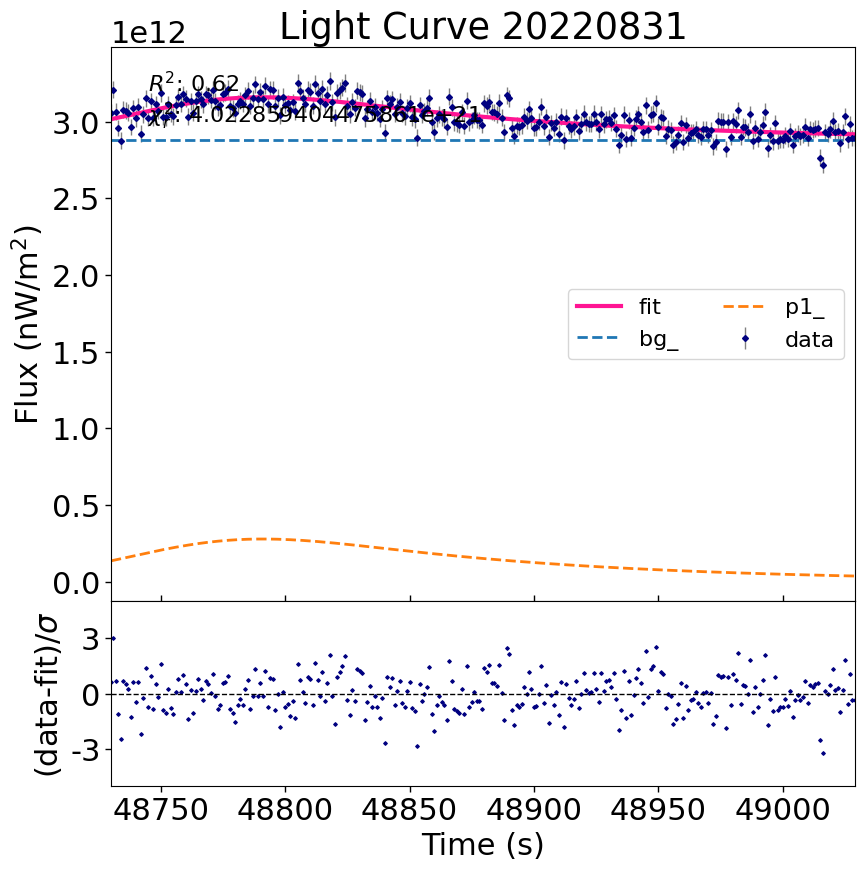 Light Curve 20220831
1e12
R²: 0.62
3.0
2.5
2.0
1.5
1.0
0.5
0.0
Flux (nW/m²)
fit
bg_
p1_
data
3
0
-3
(data-fit)/σ
48750 48800 48850 48900 48950 49000
Time (s)